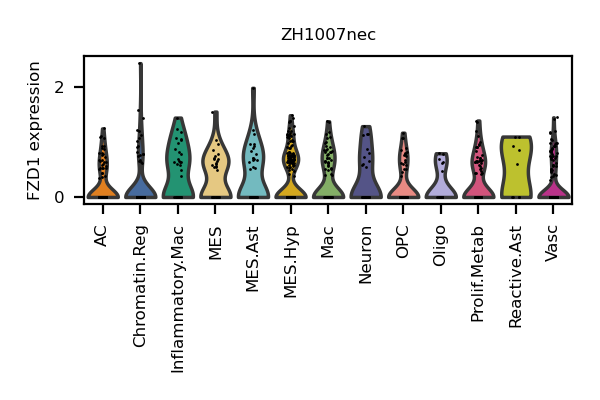 ZH1007nec
FZD1 expression
2
0
AC
Chromatin.Reg
Inflammatory.Mac
MES
MES.Ast
MES.Hyp
Mac
Neuron
OPC
Oligo
Prolif.Metab
Reactive.Ast
Vasc